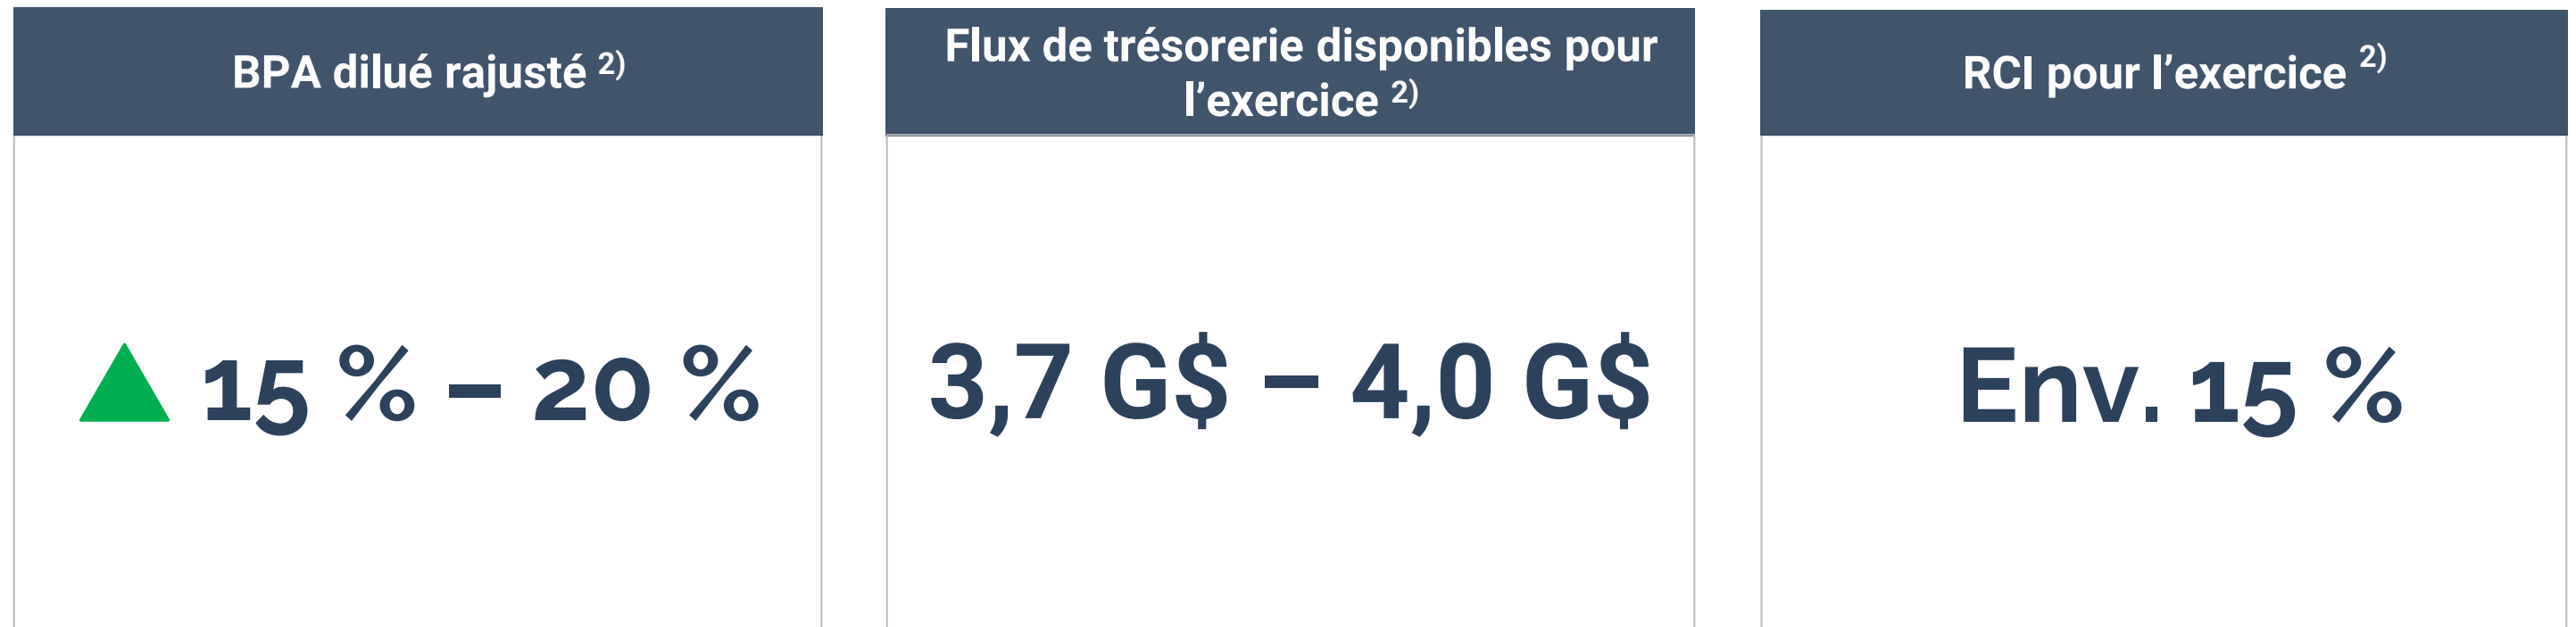 BPA dilué rajusté 2)
15 % – 20 %
Flux de trésorerie disponibles pour
l’exercice 2)
3,7 G$ – 4,0 G$
RCI pour l’exercice 2)
Env. 15 %